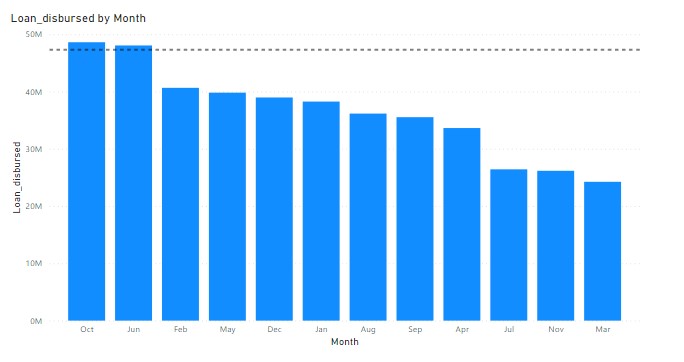 Loan_disbursed by Month
50M
40M
30M
20M
10M
0M
Loan_disbursed
Oct Jun Feb May Dec Jan Aug Sep Apr Jul Nov Mar
Month